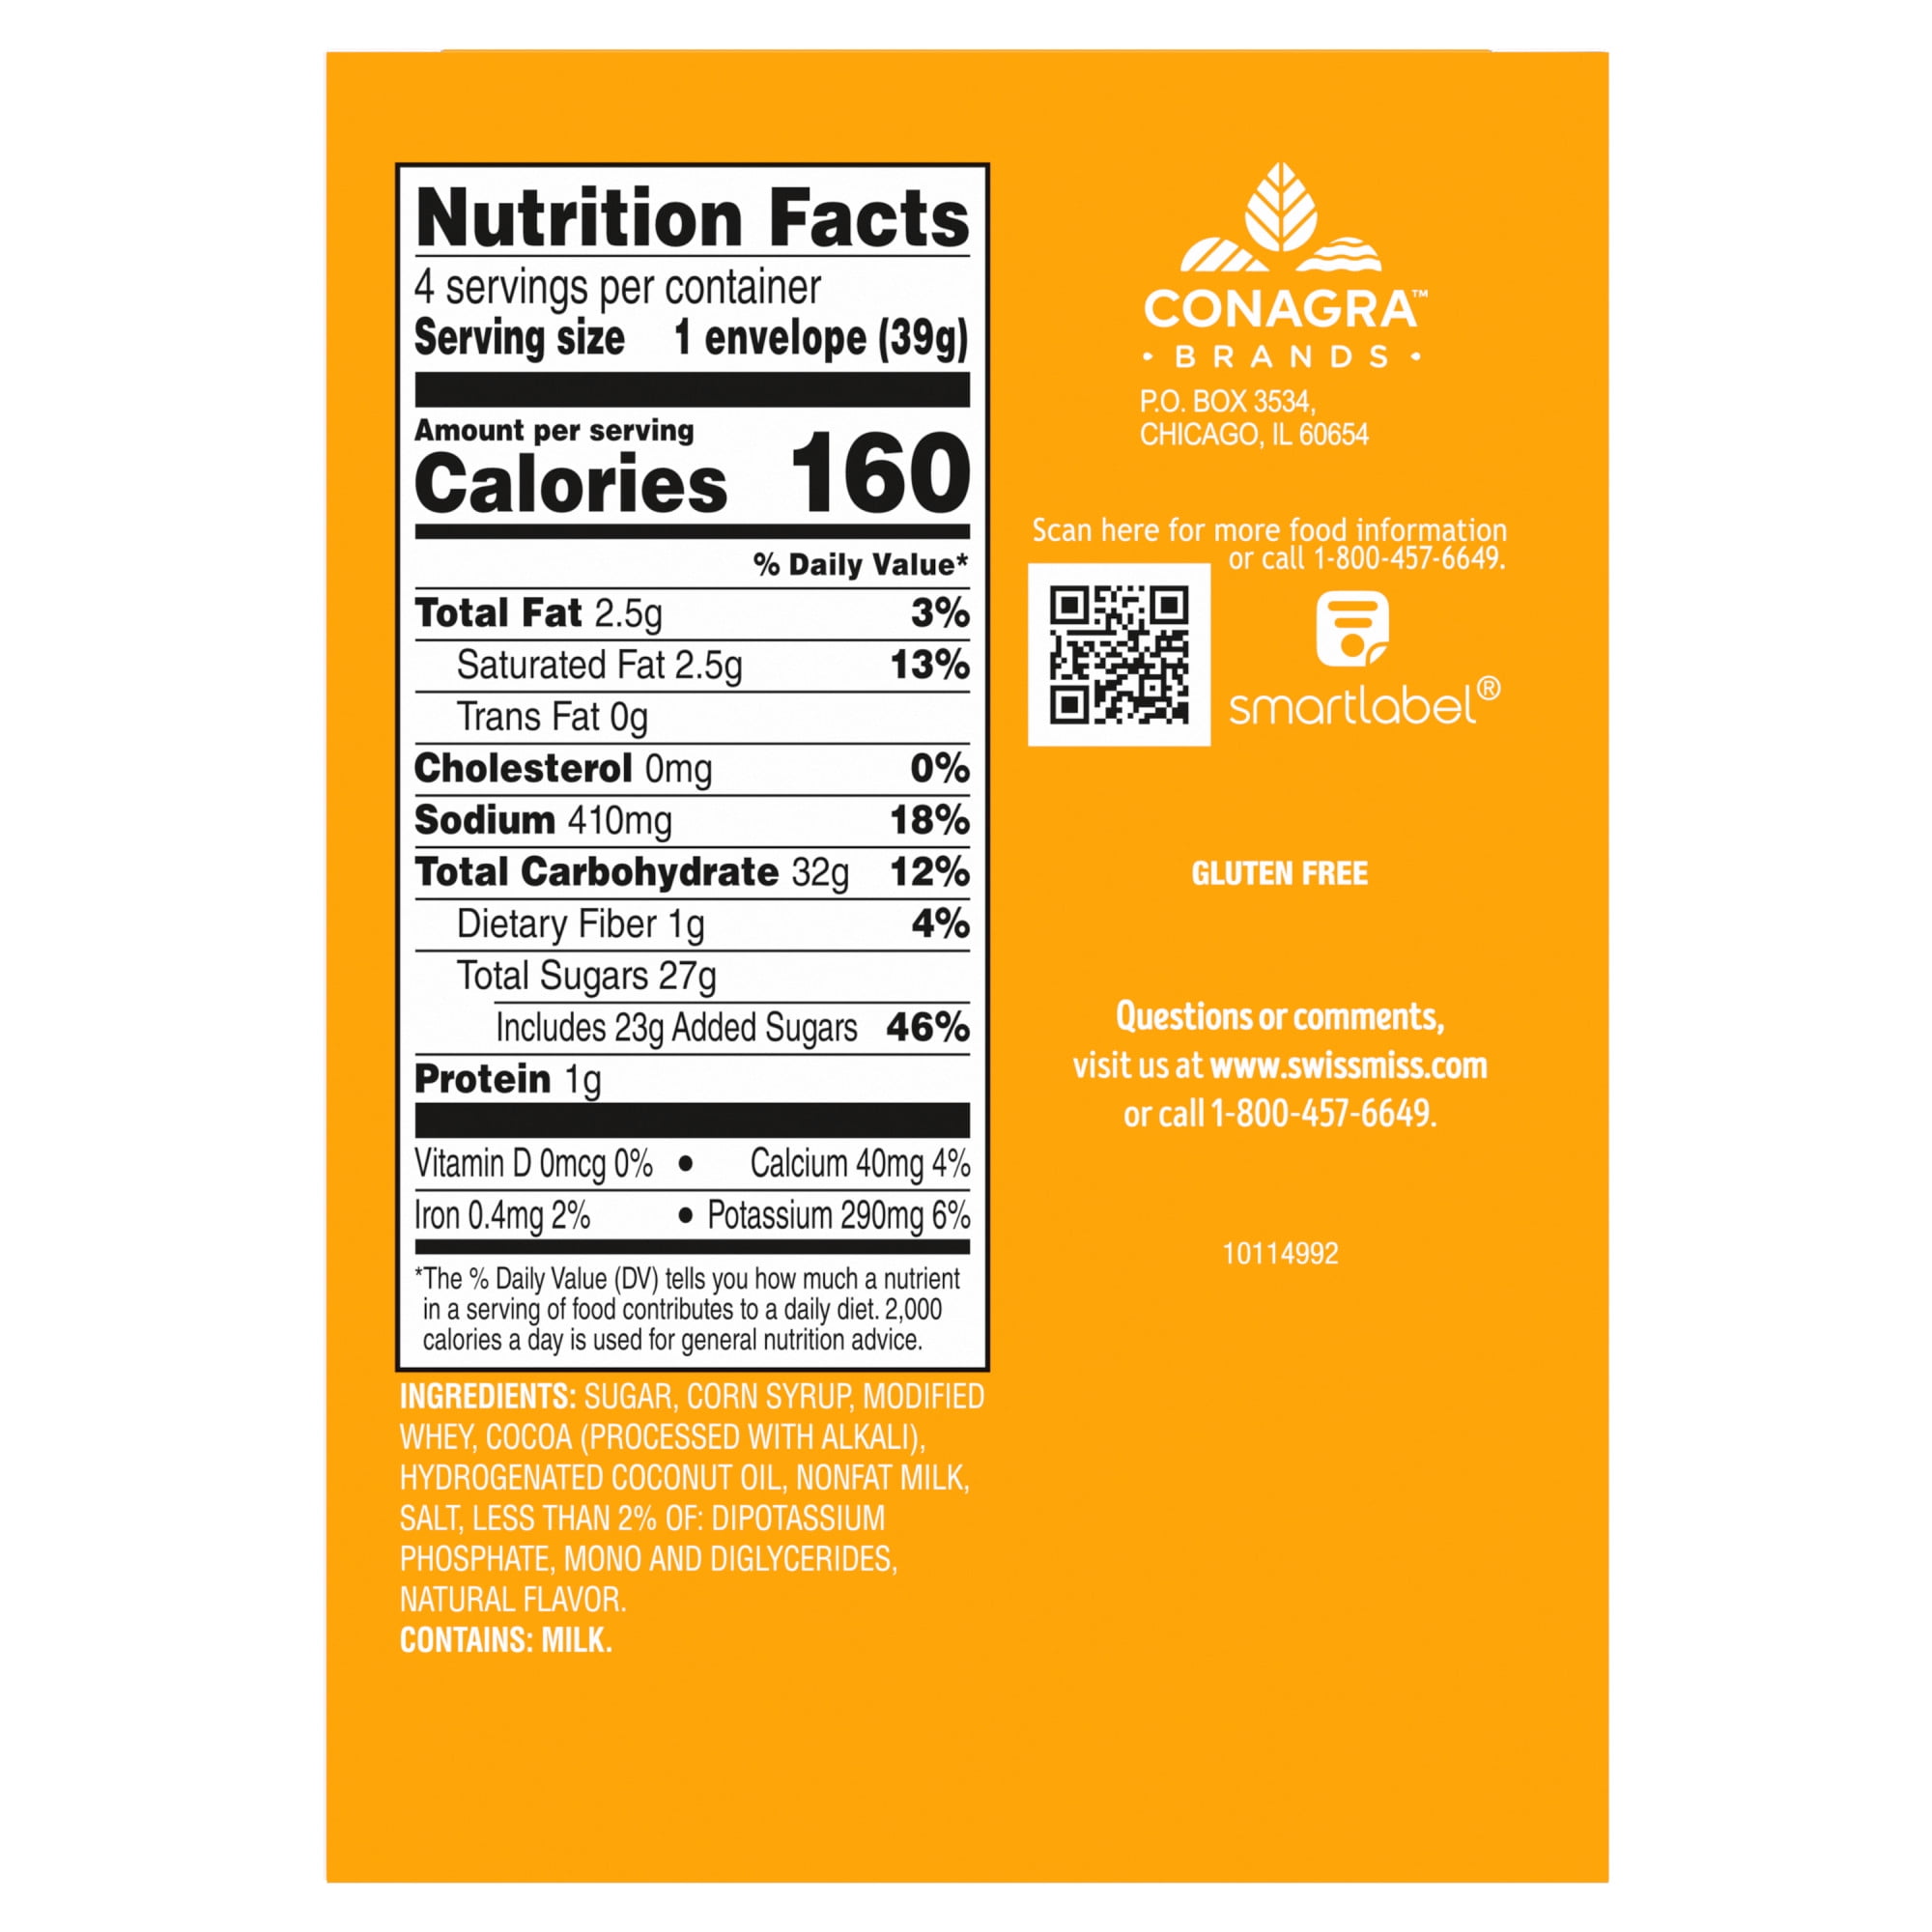 Nutrition Facts
4 servings per container
Serving size 1 envelope (39g)
Amount per serving
Calories 160
% Daily Value*
Total Fat 2.5g 3%
Saturated Fat 2.5g 13%
Trans Fat 0g
Cholesterol 0mg 0%
Sodium 410mg 18%
Total Carbohydrate 32g 12%
Dietary Fiber 1g 4%
Total Sugars 27g
Includes 23g Added Sugars 46%
Protein 1g
Vitamin D 0mcg 0% • Calcium 40mg 4%
Iron 0.4mg 2% • Potassium 290mg 6%
*The % Daily Value (DV) tells you how much a nutrient
in a serving of food contributes to a daily diet. 2,000
calories a day is used for general nutrition advice.
INGREDIENTS: SUGAR, CORN SYRUP, MODIFIED
WHEY, COCOA (PROCESSED WITH ALKALI),
HYDROGENATED COCONUT OIL, NONFAT MILK,
SALT, LESS THAN 2% OF: DIPOTASSIUM
PHOSPHATE, MONO AND DIGLYCERIDES,
NATURAL FLAVOR.
CONTAINS: MILK.
CONAGRA™
• BRANDS •
P.O. BOX 3534,
CHICAGO, IL 60654
Scan here for more food information
or call 1-800-457-6649.
smartlabel®
GLUTEN FREE
Questions or comments,
visit us at www.swissmiss.com
or call 1-800-457-6649.
10114992